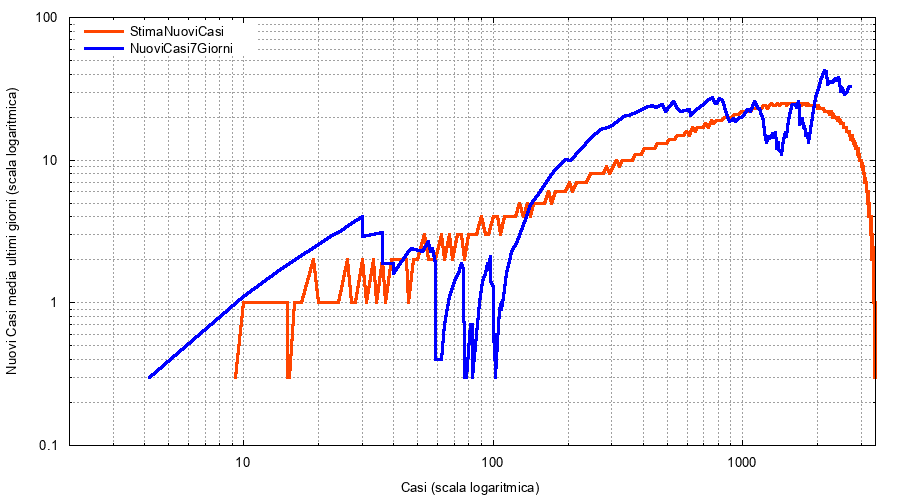 100
StimaNuoviCasi
NuoviCasi7Giorni
10
1
0.1
10
100
1000
Nuovi Casi media ultimi giorni (scala logaritmica)
Casi (scala logaritmica)